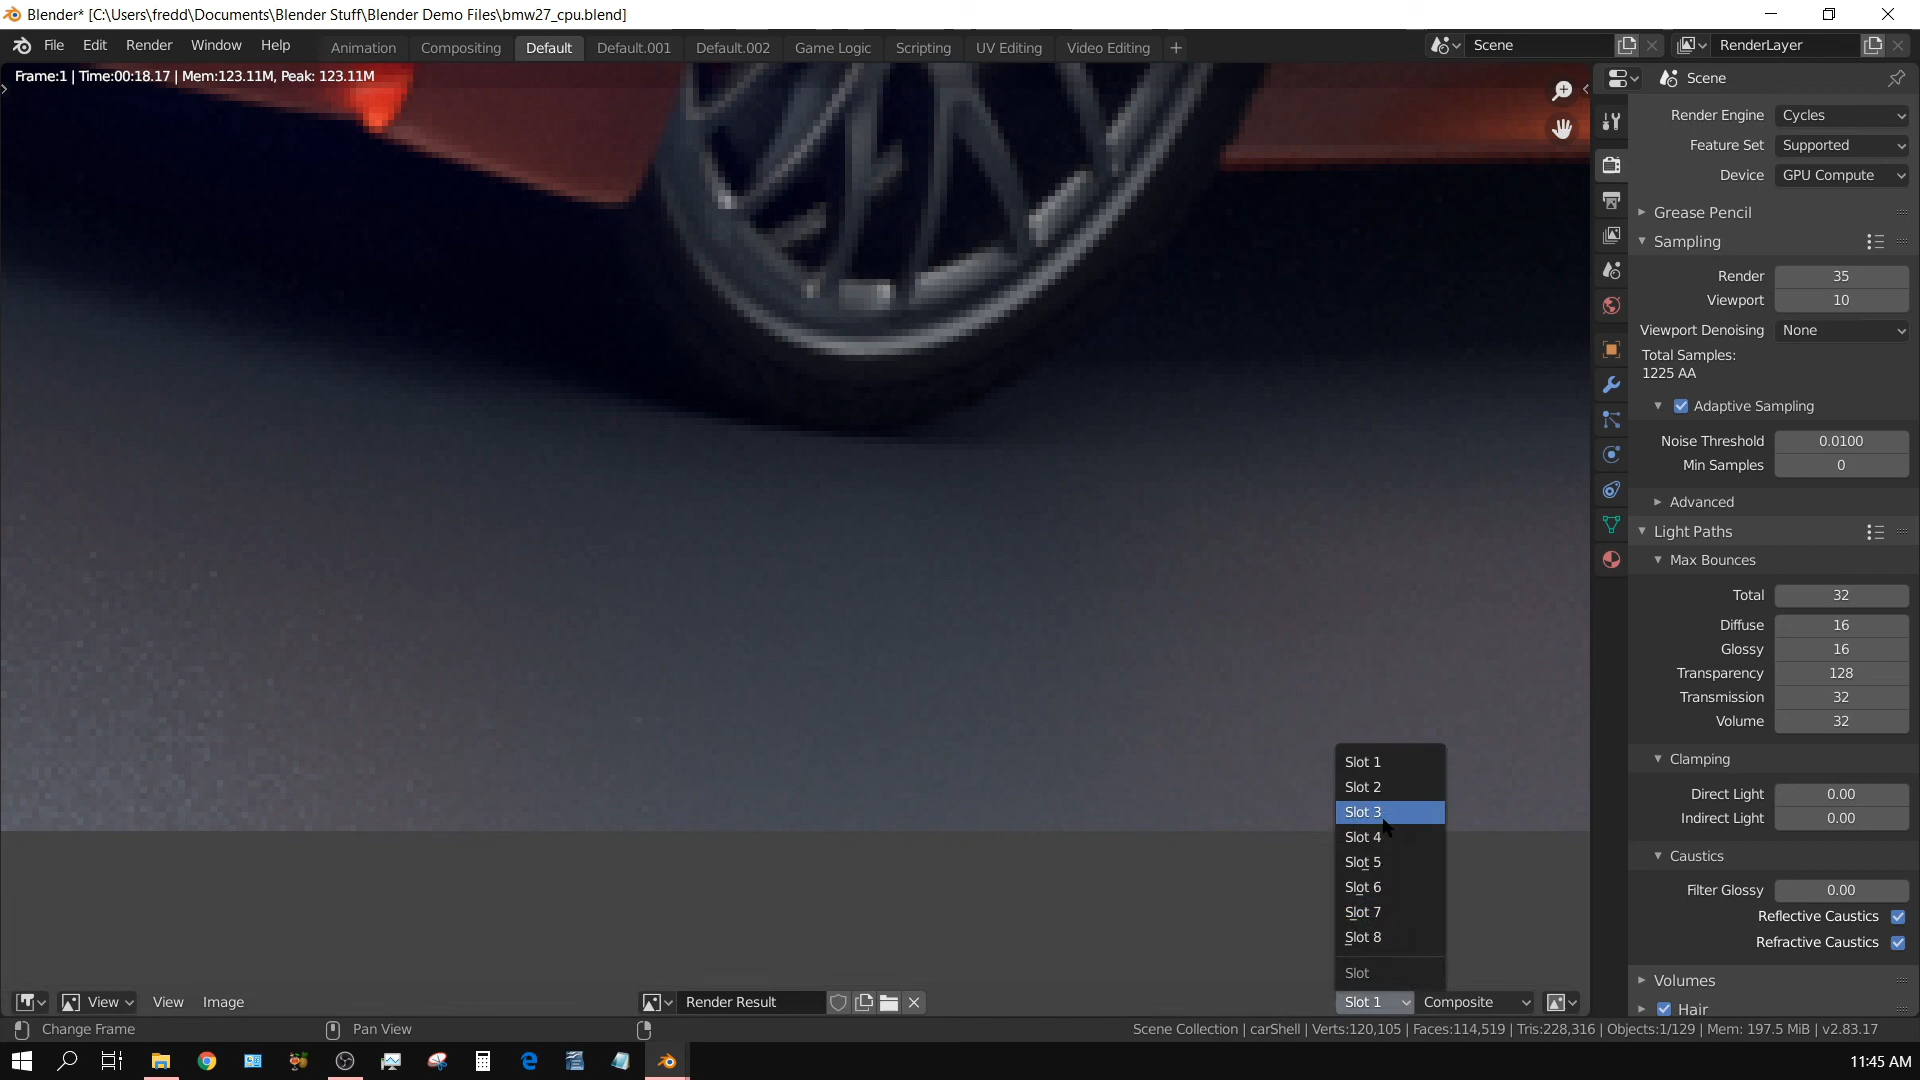 Blender* [C:\Users\fredd\Documents\Blender Stuff\Blender Demo Files\bmw27_cpu.blend]
File Edit Render Window Help Animation Compositing Default Default.001 Default.002 Game Logic Scripting UV Editing Video Editing + Scene RenderLayer
Frame:1 | Time:00:18.17 | Mem:123.11M, Peak: 123.11M
Scene
Render Engine Cycles
Feature Set Supported
Device GPU Compute
Grease Pencil
Sampling
Render 35
Viewport 10
Viewport Denoising None
Total Samples:
1225 AA
Adaptive Sampling
Noise Threshold 0.0100
Min Samples 0
Advanced
Light Paths
Max Bounces
Total 32
Diffuse 16
Glossy 16
Transparency 128
Transmission 32
Volume 32
Clamping
Direct Light 0.00
Indirect Light 0.00
Caustics
Filter Glossy 0.00
Reflective Caustics
Refractive Caustics
Volumes
Hair
Slot 1
Slot 2
Slot 3
Slot 4
Slot 5
Slot 6
Slot 7
Slot 8
Slot
View View Image Render Result Slot 1 Composite
Change Frame Pan View Scene Collection | carShell | Verts:120,105 | Faces:114,519 | Tris:228,316 | Objects:1/129 | Mem: 197.5 MiB | v2.83.17
11:45 AM